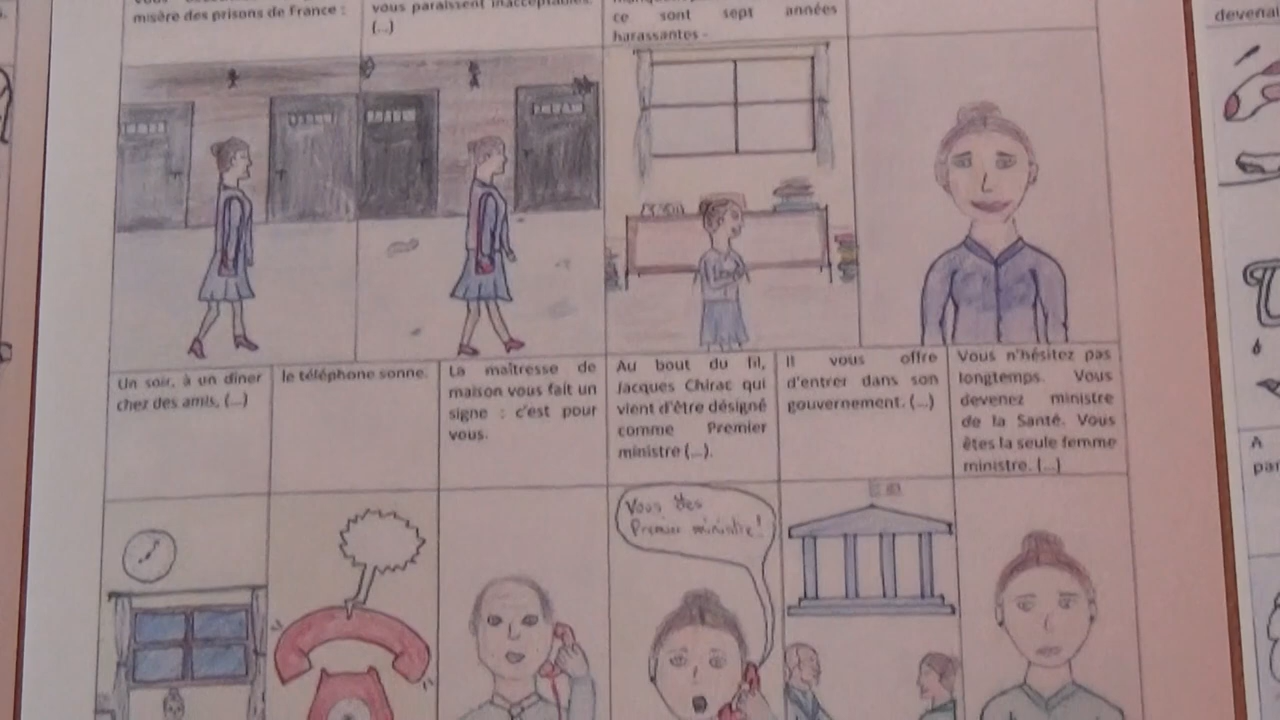 misère des prisons de France :
vous paraissent inacceptables.
(...)
ce sont sept années
harassantes -
devenai
Un soir, à un dîner
chez des amis, (...)
le téléphone sonne.
La maîtresse de
maison vous fait un
signe : c'est pour
vous.
Au bout du fil,
Jacques Chirac qui
vient d'être désigné
comme Premier
ministre (...).
Il vous offre
d'entrer dans son
gouvernement. (...)
Vous n'hésitez pas
longtemps. Vous
devenez ministre
de la Santé. Vous
êtes la seule femme
ministre. (...)
A
par
Vous êtes
Premier ministre!